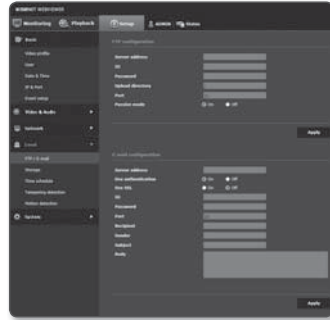 WISENET WEBVIEWER
Monitoring
Playback
Setup
ADMIN
Status
Basic
Video profile
User
Date & Time
IP & Port
Event setup
Video & Audio
Network
Event
FTP / E-mail
Storage
Time schedule
Tampering detection
Motion detection
System
FTP configuration
Server address
ID
Password
Upload directory
Port
Passive mode
On Off
Apply
E-mail configuration
Server address
Use authentication
On Off
Use SSL
On Off
ID
Password
Port
Recipient
Sender
Subject
Body
Apply